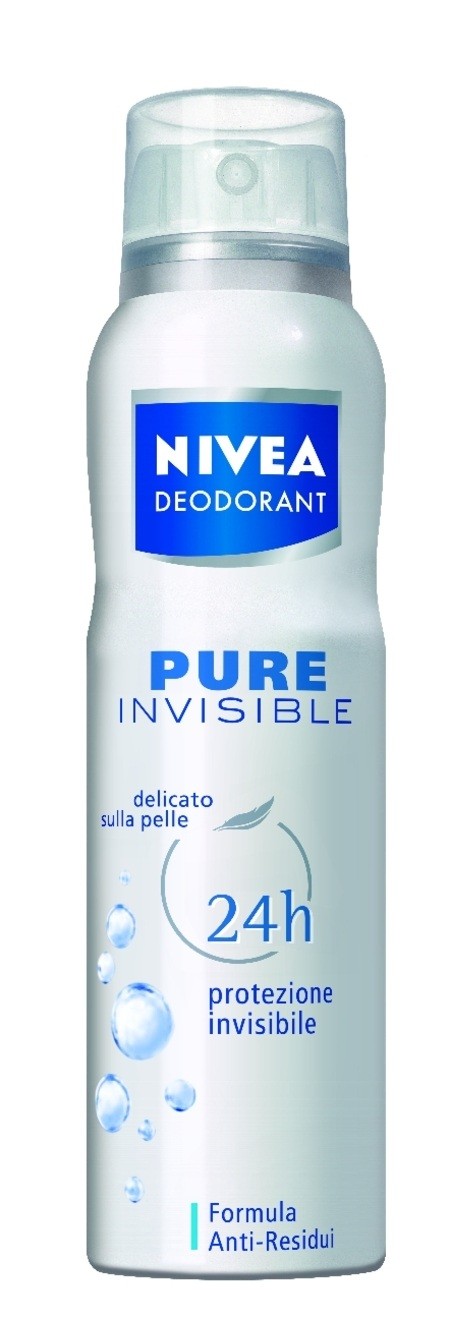 NIVEA
DEODORANT
PURE
INVISIBLE
delicato
sulla pelle
24h
protezione
invisibile
Formula
Anti-Residui